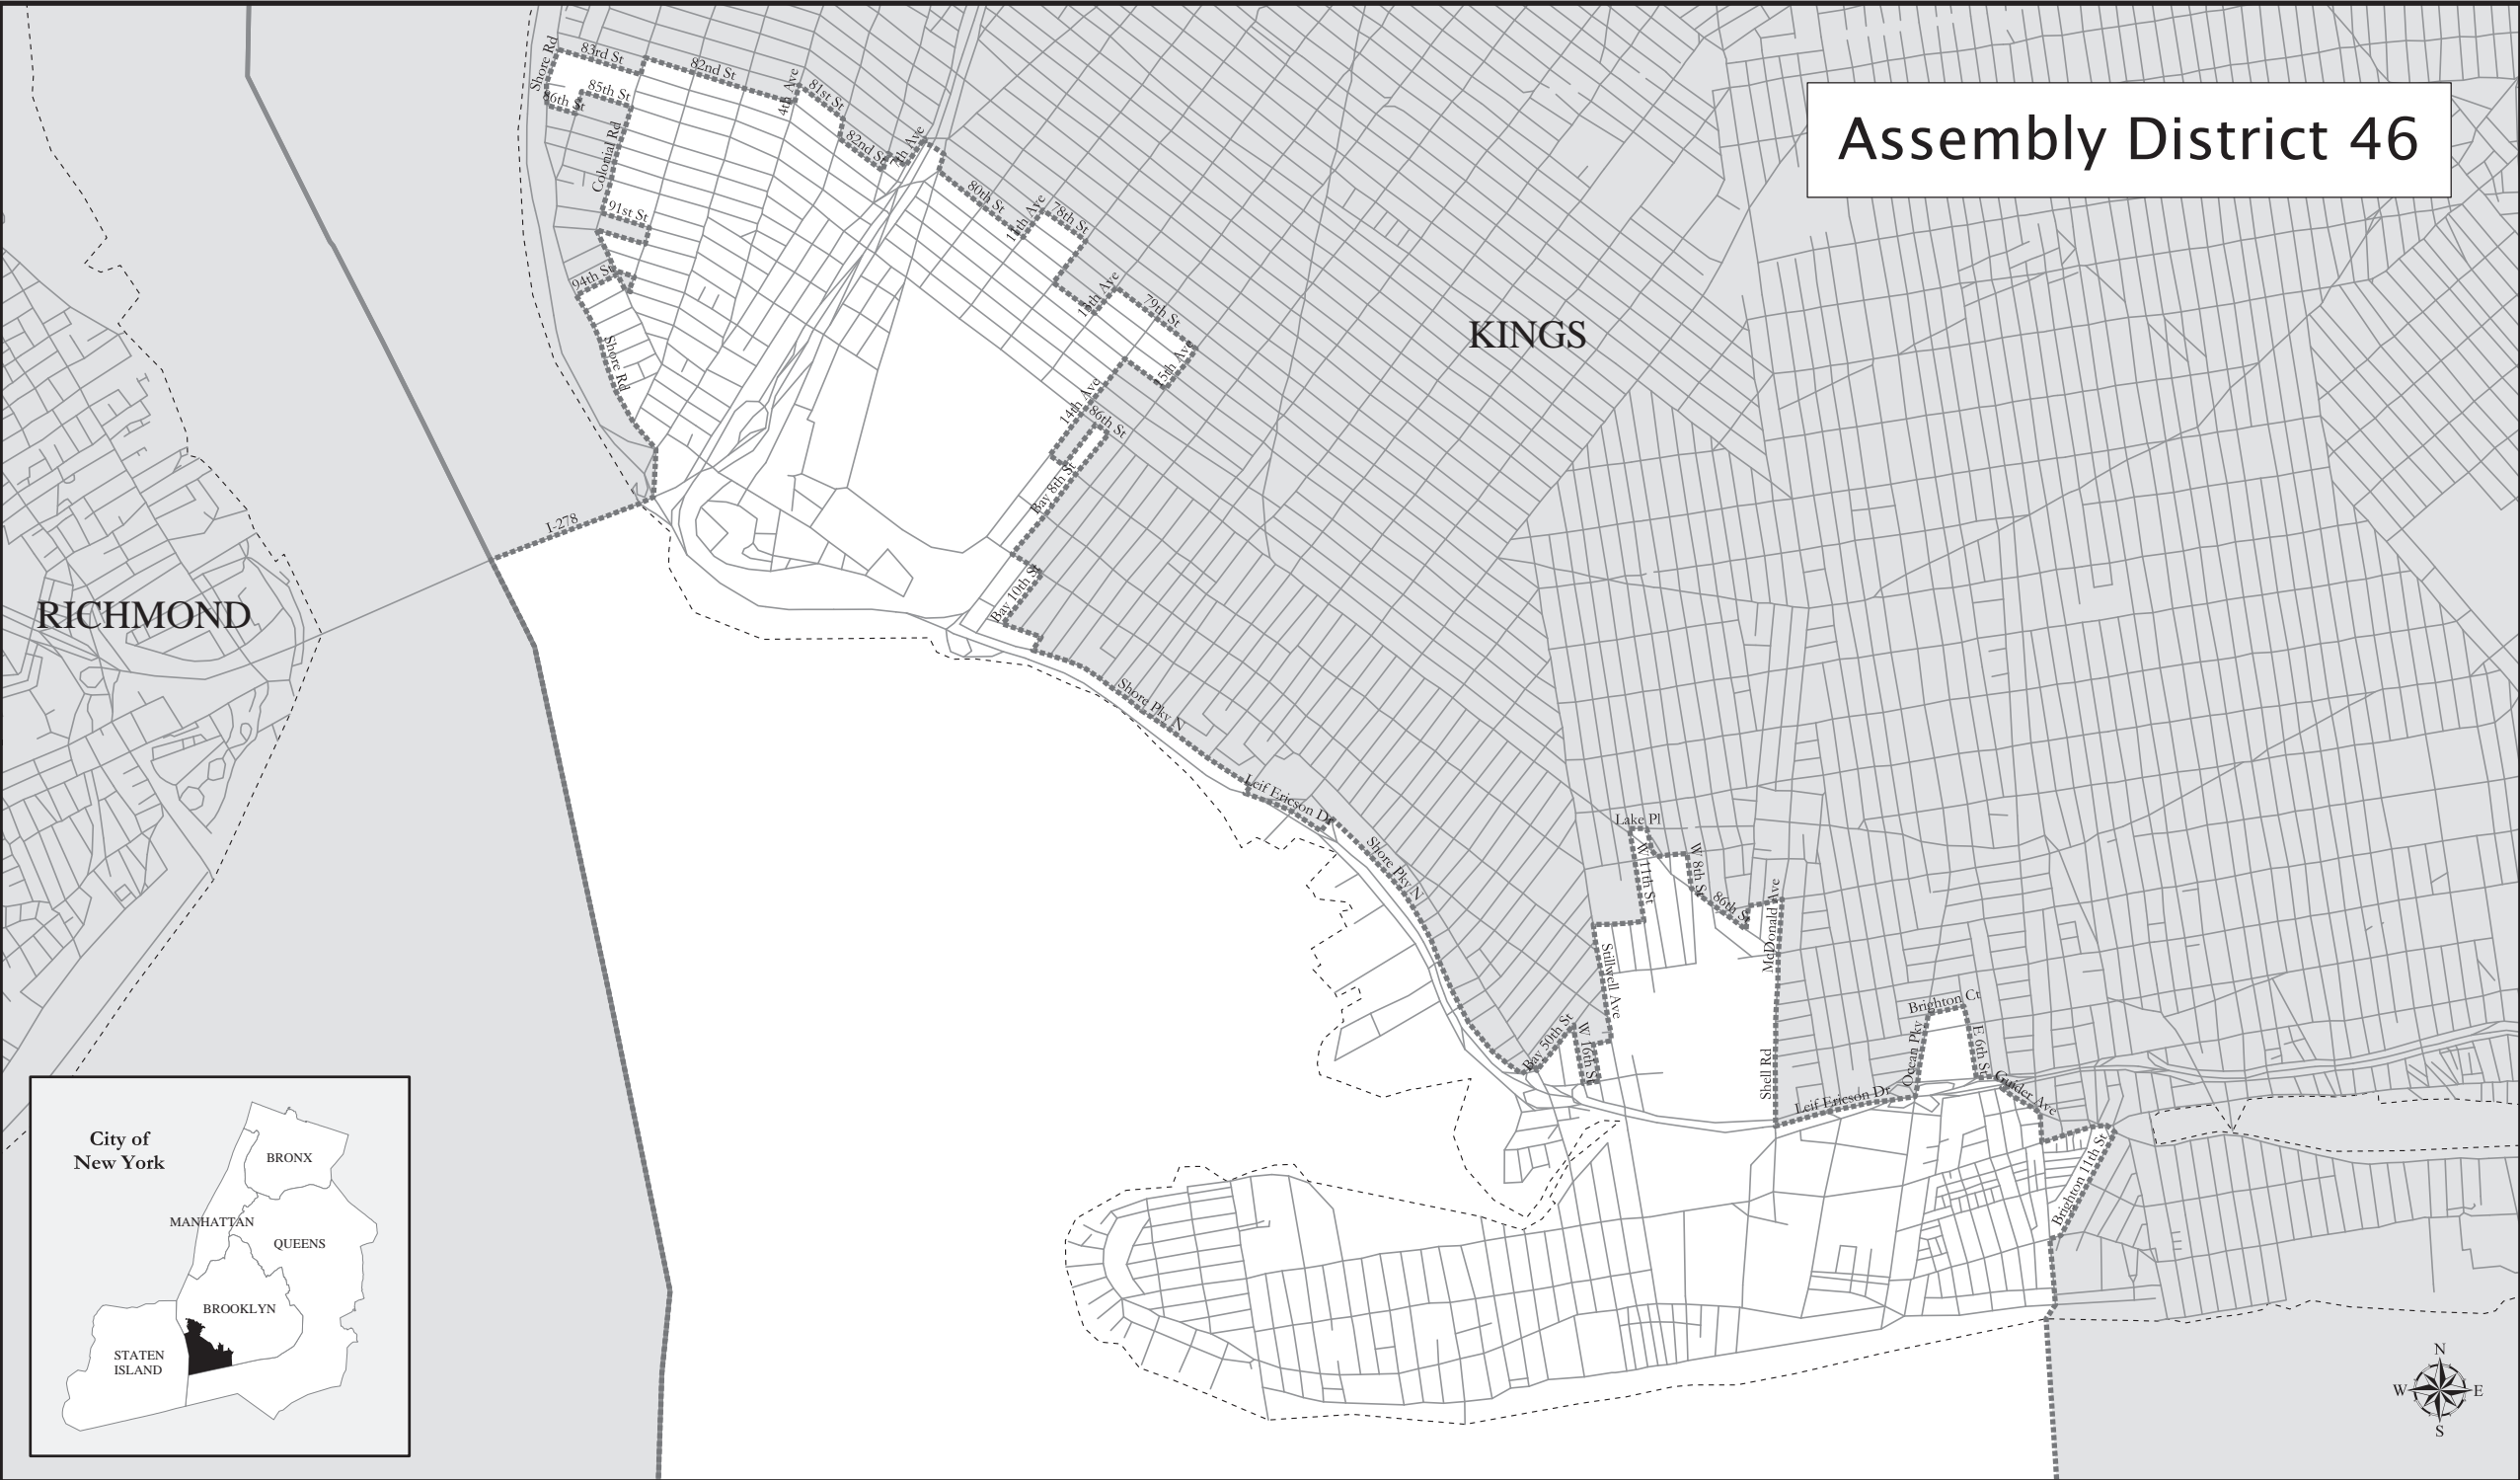 Assembly District 46
Shore Rd
83rd St
82nd St
4th Ave
81st St
86th St
85th St
82nd St
7th Ave
Colonial Rd
80th St
11th Ave
78th St
91st St
94th St
13th Ave
79th St
KINGS
Shore Rd
15th Ave
14th Ave
86th St
Bay 8th St
I-278
Bay 10th St
RICHMOND
Shore Pky N
Leif Ericson Dr
Shore Pky N
Lake Pl
W 11th St
W 8th St
86th St
McDonald Ave
Stillwell Ave
Bay 50th St
W 16th St
Shell Rd
Leif Ericson Dr
Ocean Pky
Brighton Ct
E 6th St
Guider Ave
Brighton 11th St
City of
New York
BRONX
MANHATTAN
QUEENS
BROOKLYN
STATEN
ISLAND
N
W
E
S